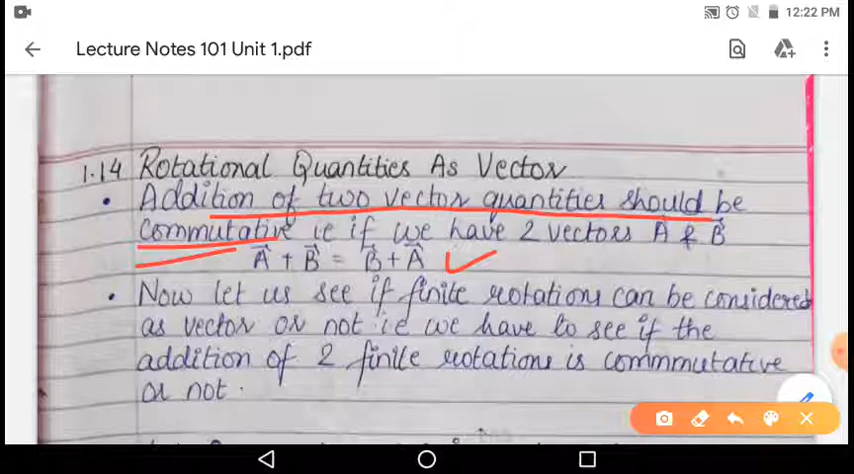 12:22 PM
Lecture Notes 101 Unit 1.pdf
1.14 Rotational Quantities As Vector
• Addition of two vector quantities should be
commutative ie if we have 2 vectors A⃗ & B⃗
A⃗ + B⃗ = B⃗ + A⃗
• Now let us see if finite rotations can be considered
as vector or not i.e we have to see if the
addition of 2 finite rotations is commmutative
or not.